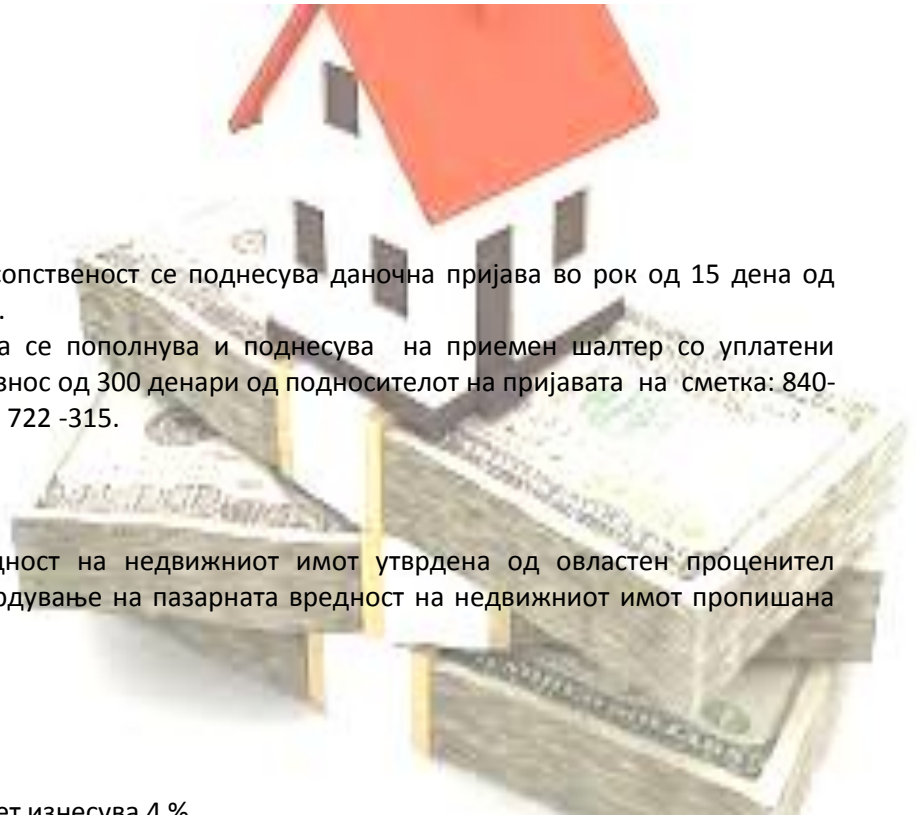 сопственост се поднесува даночна пријава во рок од 15 дена од
.
а се пополнува и поднесува на приемен шалтер со уплатени
знос од 300 денари од подносителот на пријавата на сметка: 840-
722 -315.
дност на недвижниот имот утврдена од овластен проценител
рдување на пазарната вредност на недвижниот имот пропишана
ет изнесува 4 %